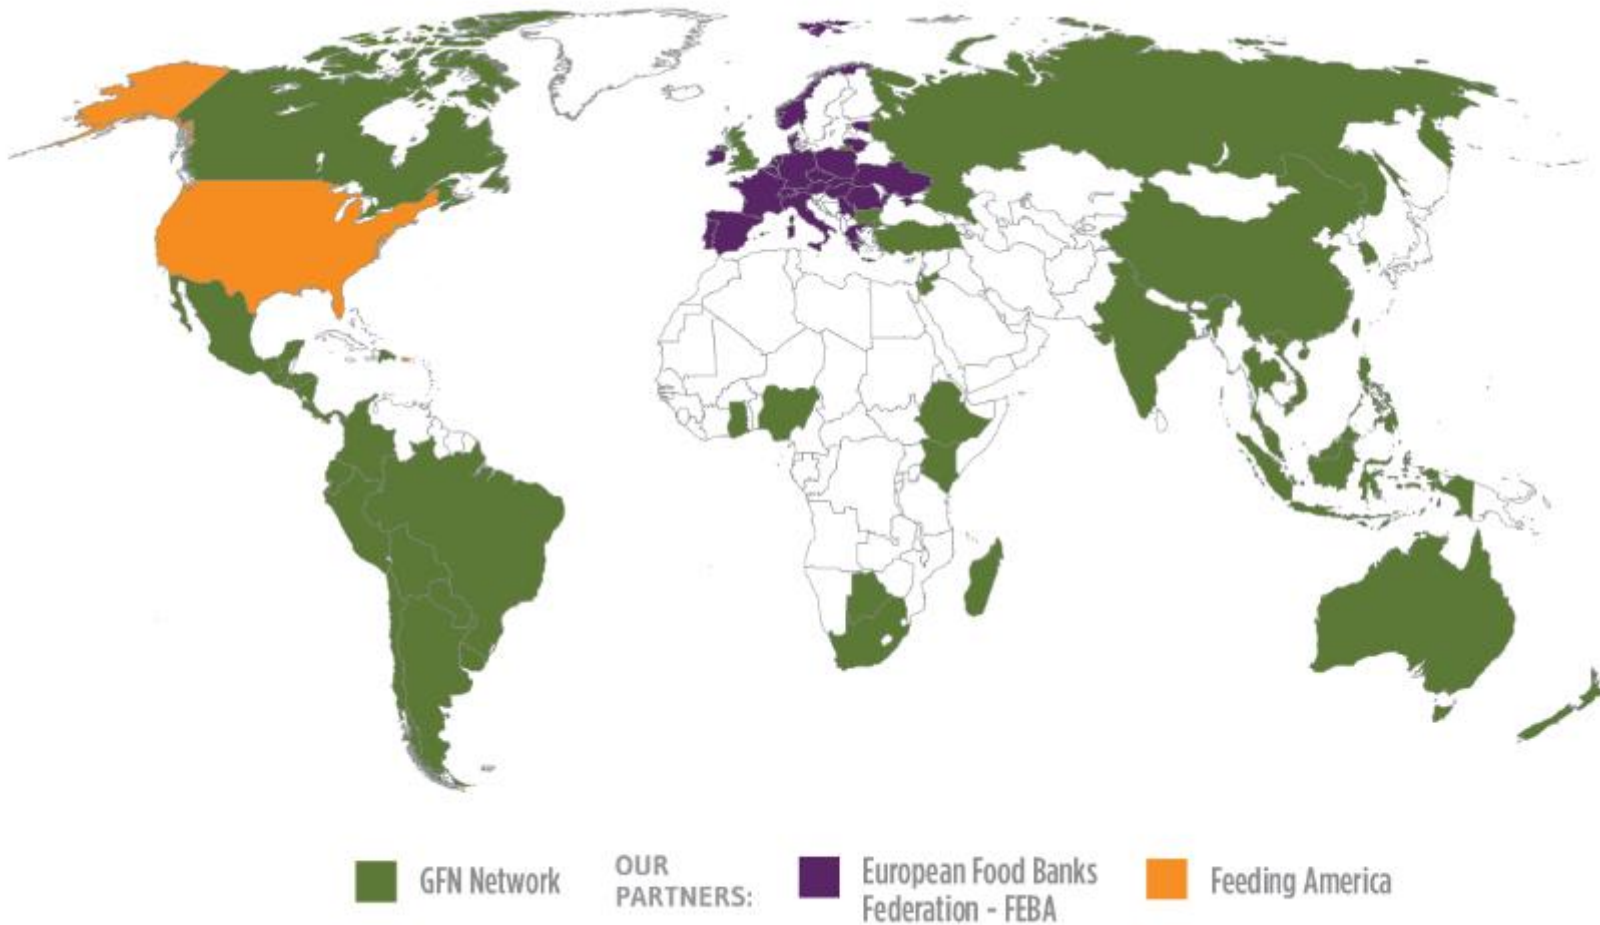 GFN Network
OUR
PARTNERS:
European Food Banks
Federation - FEBA
Feeding America